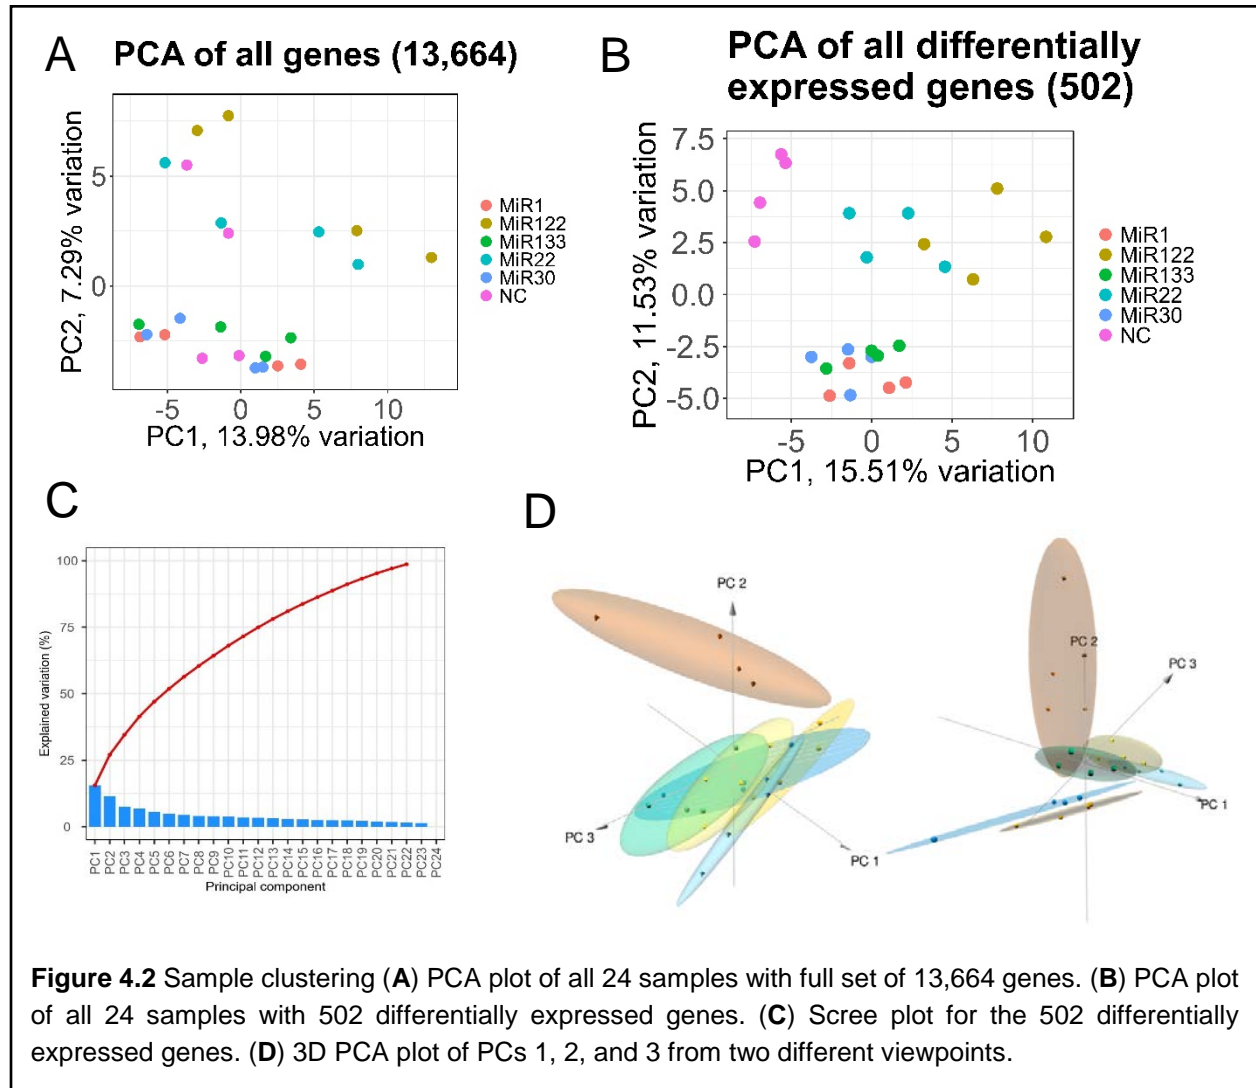 A
PCA of all genes (13,664)
PC2, 7.29% variation
5
0
-5
0
5
10
PC1, 13.98% variation
MiR1
MiR122
MiR133
MiR22
MiR30
NC
B
PCA of all differentially
expressed genes (502)
PC2, 11.53% variation
7.5
5.0
2.5
0.0
-2.5
-5.0
-5
0
5
10
PC1, 15.51% variation
MiR1
MiR122
MiR133
MiR22
MiR30
NC
C
Explained variation (%)
100
75
50
25
0
PC1
PC2
PC3
PC4
PC5
PC6
PC7
PC8
PC9
PC10
PC11
PC12
PC13
PC14
PC15
PC16
PC17
PC18
PC19
PC20
PC21
PC22
PC23
PC24
Principal component
D
PC 2
PC 3
PC 1
PC 2
PC 3
PC 1
Figure 4.2 Sample clustering (A) PCA plot of all 24 samples with full set of 13,664 genes. (B) PCA plot
of all 24 samples with 502 differentially expressed genes. (C) Scree plot for the 502 differentially
expressed genes. (D) 3D PCA plot of PCs 1, 2, and 3 from two different viewpoints.